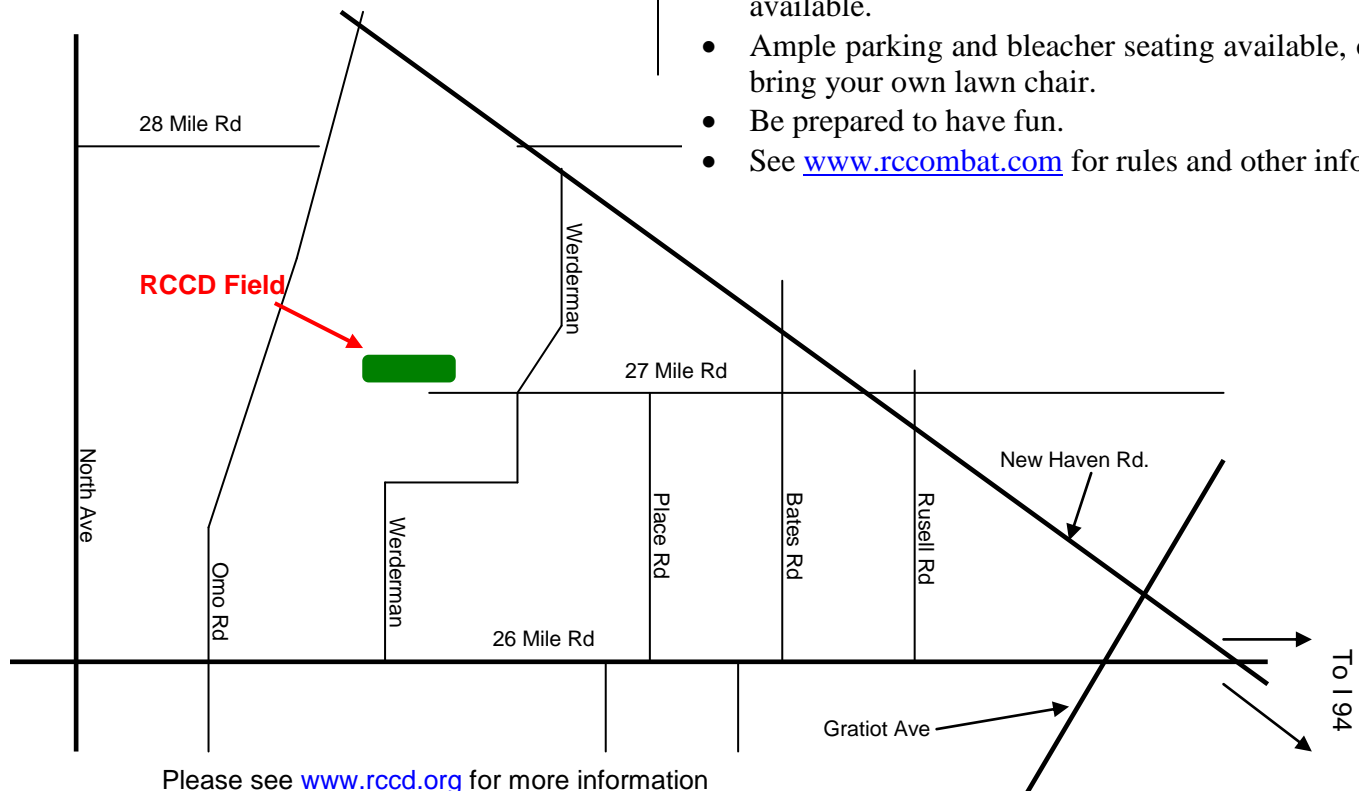 available.
• Ample parking and bleacher seating available,
bring your own lawn chair.
• Be prepared to have fun.
• See www.rccombat.com for rules and other
28 Mile Rd
Werderman
RCCD Field
27 Mile Rd
North Ave
New Haven Rd.
Place Rd
Bates Rd
Rusell Rd
Werderman
Omo Rd
26 Mile Rd
To I 94
Gratiot Ave
Please see www.rccd.org for more information